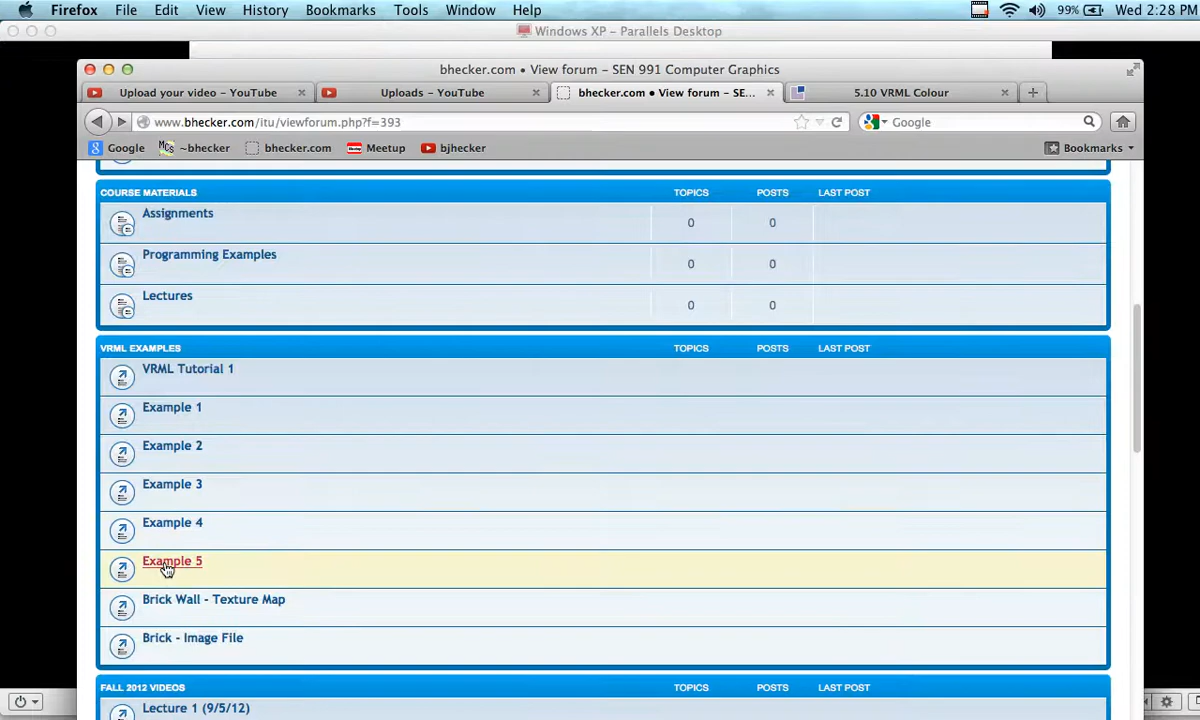 Firefox File Edit View History Bookmarks Tools Window Help 99% Wed 2:28 PM
Windows XP - Parallels Desktop
bhecker.com • View forum – SEN 991 Computer Graphics
Upload your video – YouTube × Uploads – YouTube × bhecker.com • View forum – SE... × 5.10 VRML Colour × +
www.bhecker.com/itu/viewforum.php?f=393 Google
Google ~bhecker bhecker.com Meetup bjhecker Bookmarks
COURSE MATERIALS TOPICS POSTS LAST POST
Assignments 0 0
Programming Examples 0 0
Lectures 0 0
VRML EXAMPLES TOPICS POSTS LAST POST
VRML Tutorial 1
Example 1
Example 2
Example 3
Example 4
Example 5
Brick Wall - Texture Map
Brick - Image File
FALL 2012 VIDEOS TOPICS POSTS LAST POST
Lecture 1 (9/5/12)